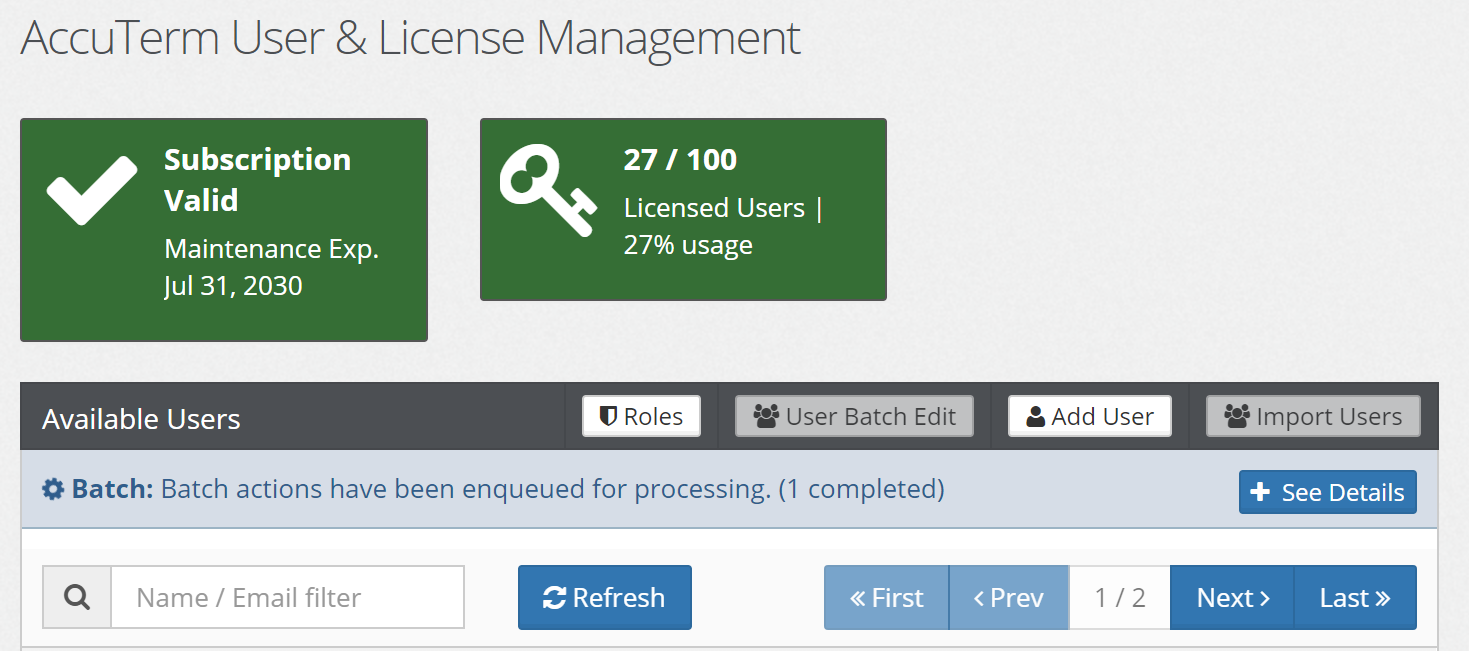 AccuTerm User & License Management
Subscription
Valid
Maintenance Exp.
Jul 31, 2030
27 / 100
Licensed Users |
27% usage
Available Users
Roles
User Batch Edit
Add User
Import Users
Batch: Batch actions have been enqueued for processing. (1 completed)
See Details
Name / Email filter
Refresh
« First
‹ Prev
1 / 2
Next ›
Last »